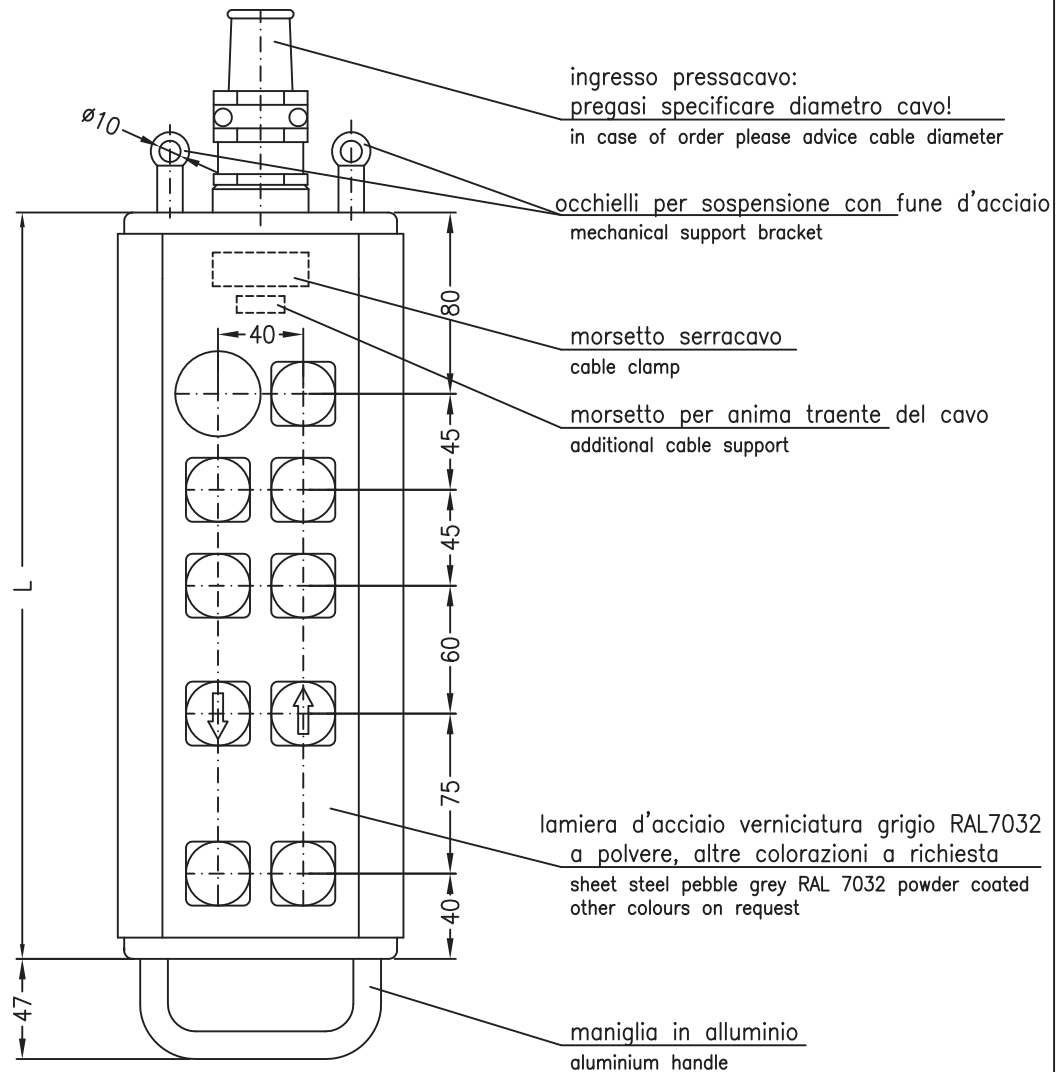 ingresso pressacavo:
pregasi specificare diametro cavo!
in case of order please advice cable diameter
ø10
occhielli per sospensione con fune d'acciaio
mechanical support bracket
80
40
morsetto serracavo
cable clamp
morsetto per anima traente del cavo
additional cable support
45
45
L
60
75
lamiera d'acciaio verniciatura grigio RAL7032
a polvere, altre colorazioni a richiesta
sheet steel pebble grey RAL 7032 powder coated
other colours on request
40
47
maniglia in alluminio
aluminium handle